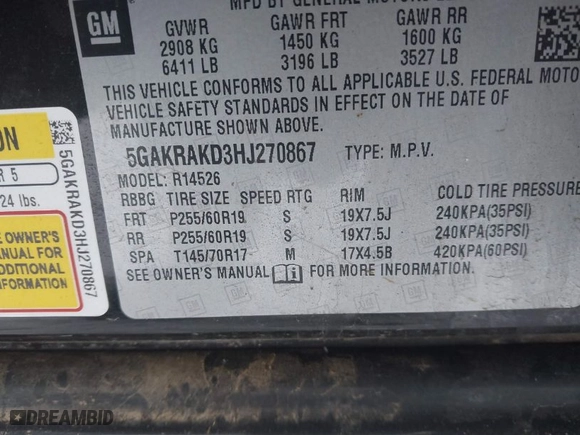 GM
GVWR GAWR FRT GAWR RR
2908 KG 1450 KG 1600 KG
6411 LB 3196 LB 3527 LB
THIS VEHICLE CONFORMS TO ALL APPLICABLE U.S. FEDERAL MOTO
VEHICLE SAFETY STANDARDS IN EFFECT ON THE DATE OF
MANUFACTURE SHOWN ABOVE.
5GAKRAKD3HJ270867 TYPE: M.P.V.
MODEL: R14526
RBBG TIRE SIZE SPEED RTG RIM COLD TIRE PRESSURE
FRT P255/60R19 S 19X7.5J 240KPA(35PSI)
RR P255/60R19 S 19X7.5J 240KPA(35PSI)
SPA T145/70R17 M 17X4.5B 420KPA(60PSI)
SEE OWNER'S MANUAL FOR MORE INFORMATION.
ON
R 5
24 lbs.
E OWNER'S
NUAL FOR
DDITIONAL
ORMATION
5GAKRAKD3HJ270867
DREAMBID